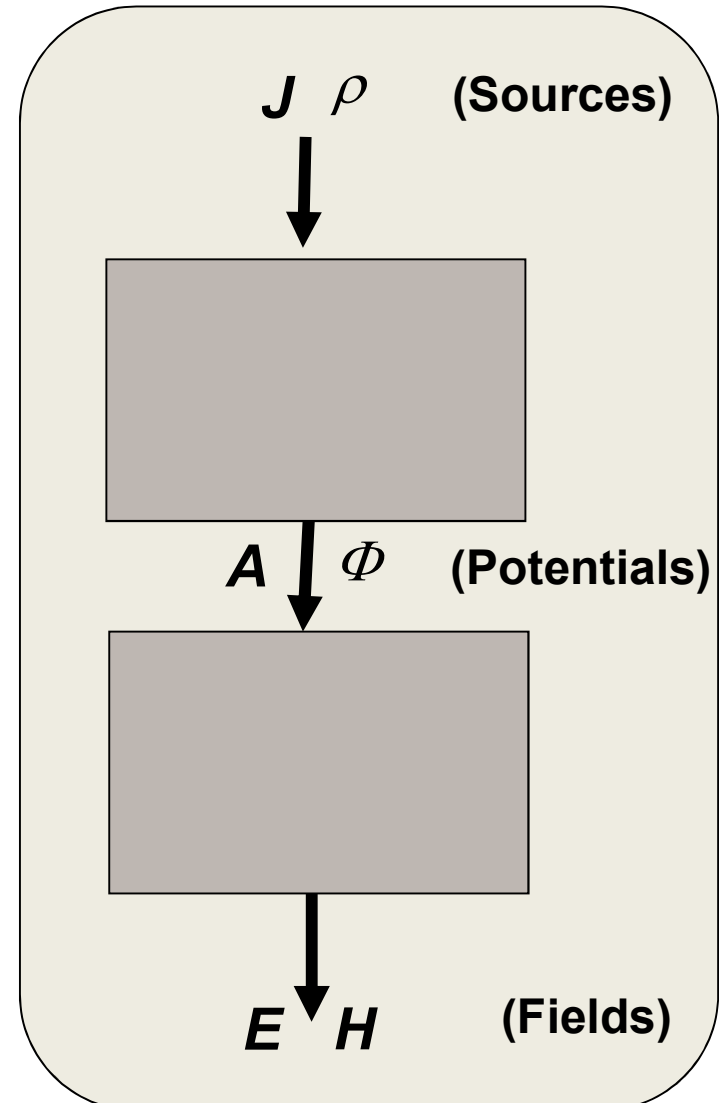 J ρ (Sources)
A Φ (Potentials)
E H (Fields)